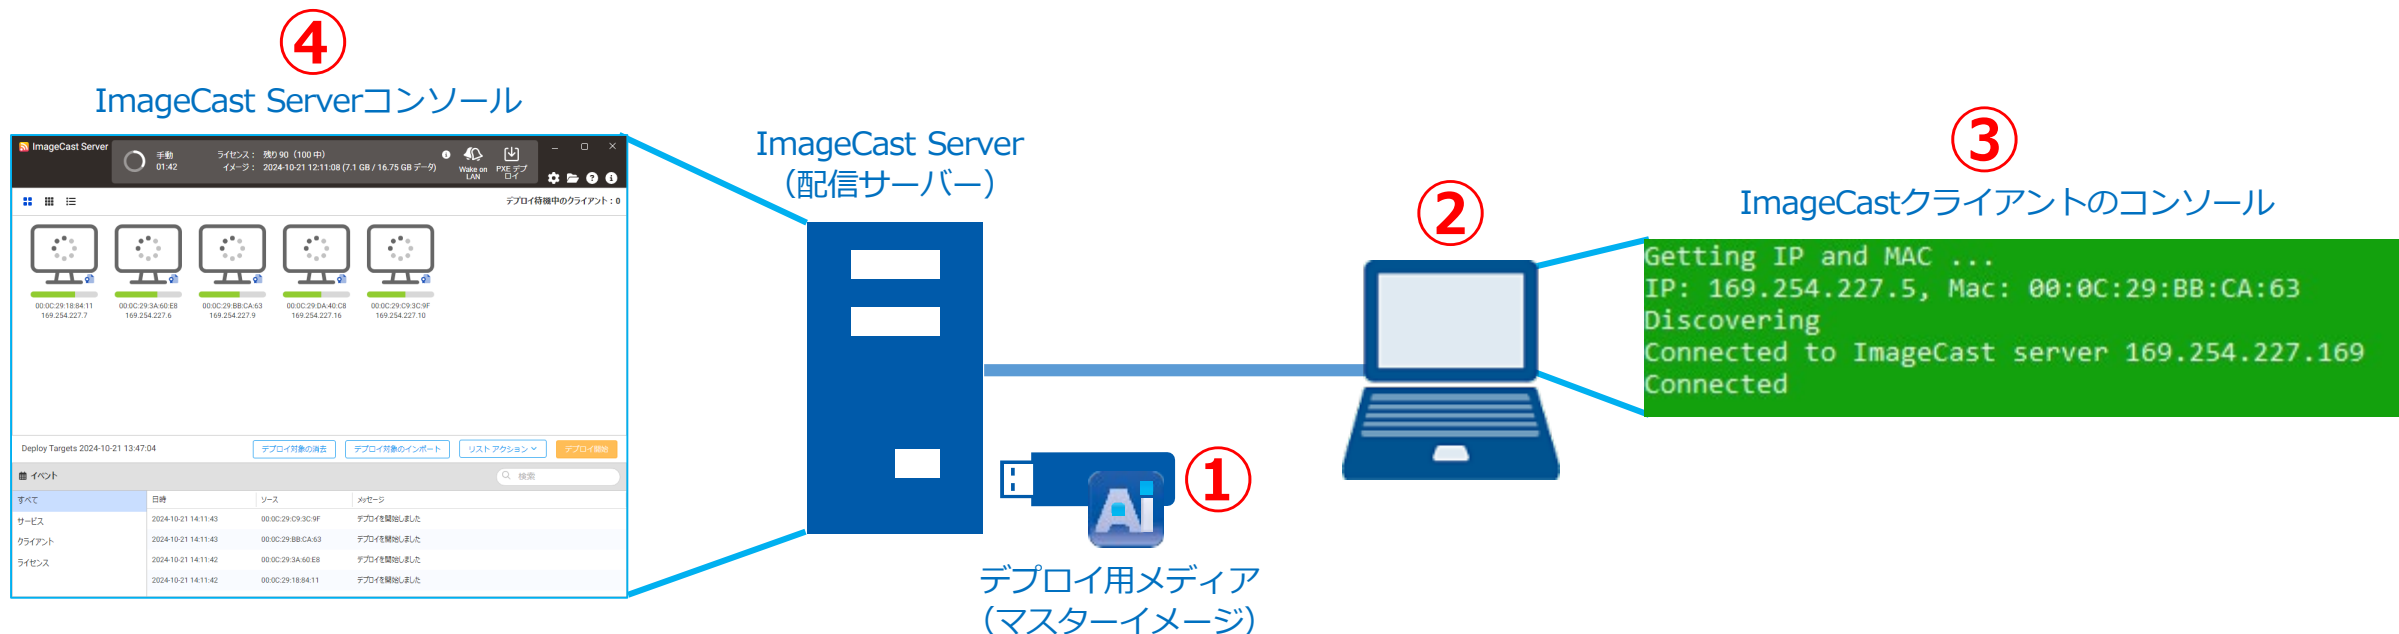 ④
ImageCast Serverコンソール
ImageCast Server
手動
01:42
ライセンス： 残り 90（100 中）
イメージ： 2024-10-21 12:11:08 (7.1 GB / 16.75 GB データ)
Wake on LAN
PXE デプロイ
デプロイ待機中のクライアント：0
00:0C:29:18:84:11
169.254.227.7
00:0C:29:3A:60:E8
169.254.227.6
00:0C:29:BB:CA:63
169.254.227.9
00:0C:29:DA:40:C8
169.254.227.16
00:0C:29:C9:3C:9F
169.254.227.10
Deploy Targets 2024-10-21 13:47:04
デプロイ対象の消去
デプロイ対象のインポート
リスト アクション
デプロイ開始
イベント
検索
すべて
サービス
クライアント
ライセンス
日時 ソース メッセージ
2024-10-21 14:11:43 00:0C:29:C9:3C:9F デプロイを開始しました
2024-10-21 14:11:43 00:0C:29:BB:CA:63 デプロイを開始しました
2024-10-21 14:11:42 00:0C:29:3A:60:E8 デプロイを開始しました
2024-10-21 14:11:42 00:0C:29:18:84:11 デプロイを開始しました
ImageCast Server
（配信サーバー）
①
Ai
デプロイ用メディア
（マスターイメージ）
②
③
ImageCastクライアントのコンソール
Getting IP and MAC ...
IP: 169.254.227.5, Mac: 00:0C:29:BB:CA:63
Discovering
Connected to ImageCast server 169.254.227.169
Connected